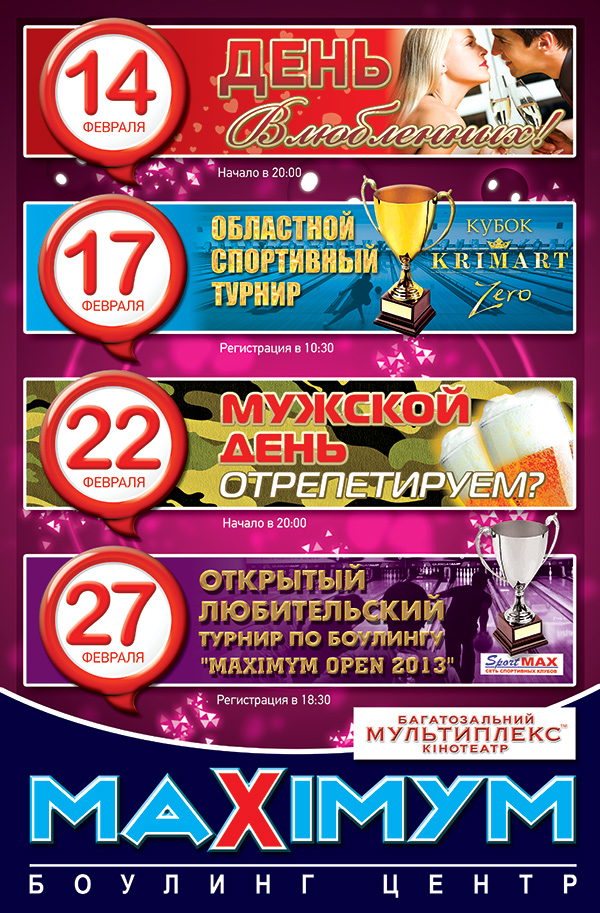 14
ФЕВРАЛЯ
ДЕНЬ
Влюбленных!
Начало в 20:00
17
ФЕВРАЛЯ
ОБЛАСТНОЙ
СПОРТИВНЫЙ
ТУРНИР
КУБОК
KRIMART
Zero
Регистрация в 10:30
22
ФЕВРАЛЯ
МУЖСКОЙ
ДЕНЬ
ОТРЕПЕТИРУЕМ?
Начало в 20:00
27
ФЕВРАЛЯ
ОТКРЫТЫЙ
ЛЮБИТЕЛЬСКИЙ
ТУРНИР ПО БОУЛИНГУ
"MAXIMYM OPEN 2013"
SportMAX
СЕТЬ СПОРТИВНЫХ КЛУБОВ
Регистрация в 18:30
БАГАТОЗАЛЬНИЙ
МУЛЬТИПЛЕКС™
КІНОТЕАТР
MAXIMYM
БОУЛИНГ ЦЕНТР